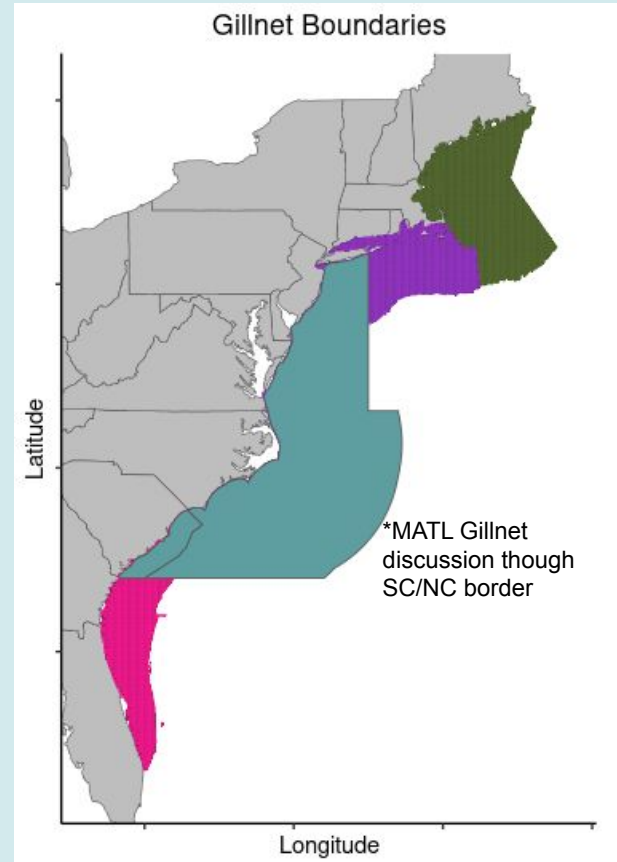 Gillnet Boundaries
Latitude
*MATL Gillnet
discussion though
SC/NC border
Longitude